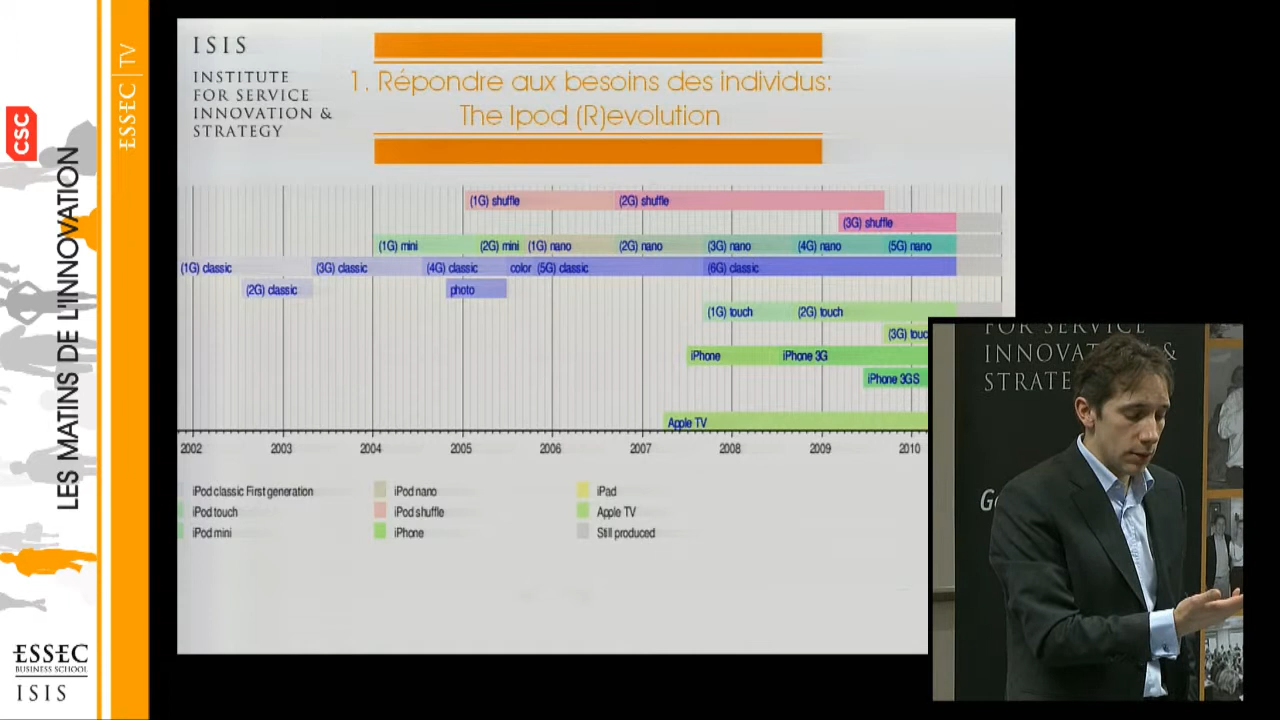 CSC
LES MATINS DE L'INNOVATION
ESSEC
BUSINESS SCHOOL
ISIS
ESSEC | TV
ISIS
INSTITUTE
FOR SERVICE
INNOVATION &
STRATEGY
1. Répondre aux besoins des individus:
The Ipod (R)evolution
(1G) shuffle (2G) shuffle
(3G) shuffle
(1G) mini (2G) mini (1G) nano (2G) nano (3G) nano (4G) nano (5G) nano
(1G) classic (3G) classic (4G) classic color (5G) classic (6G) classic
(2G) classic photo
(1G) touch (2G) touch
(3G) touc
iPhone iPhone 3G
iPhone 3GS
Apple TV
2002 2003 2004 2005 2006 2007 2008 2009 2010
iPod classic First generation iPod nano iPad
iPod touch iPod shuffle Apple TV
iPod mini iPhone Still produced
FOR SERVICE
INNOVA &
STRATE